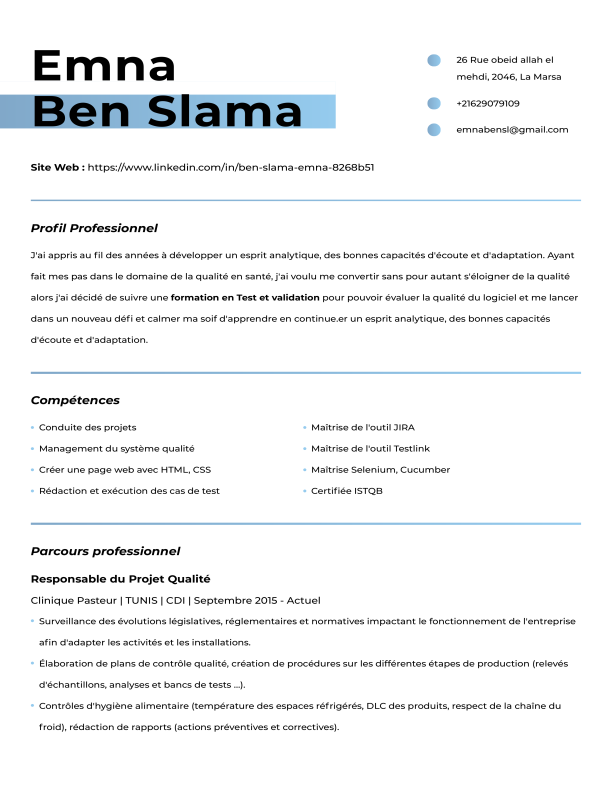 Emna
Ben Slama
26 Rue obeid allah el
mehdi, 2046, La Marsa
+21629079109
emnabensl@gmail.com
Site Web : https://www.linkedin.com/in/ben-slama-emna-8268b51
Profil Professionnel
J'ai appris au fil des années à développer un esprit analytique, des bonnes capacités d'écoute et d'adaptation. Ayant
fait mes pas dans le domaine de la qualité en santé, j'ai voulu me convertir sans pour autant s'éloigner de la qualité
alors j'ai décidé de suivre une formation en Test et validation pour pouvoir évaluer la qualité du logiciel et me lancer
dans un nouveau défi et calmer ma soif d'apprendre en continue.er un esprit analytique, des bonnes capacités
d'écoute et d'adaptation.
Compétences
• Conduite des projets
• Management du système qualité
• Créer une page web avec HTML, CSS
• Rédaction et exécution des cas de test
• Maîtrise de l'outil JIRA
• Maîtrise de l'outil Testlink
• Maîtrise Selenium, Cucumber
• Certifiée ISTQB
Parcours professionnel
Responsable du Projet Qualité
Clinique Pasteur | TUNIS | CDI | Septembre 2015 - Actuel
• Surveillance des évolutions législatives, réglementaires et normatives impactant le fonctionnement de l'entreprise
afin d'adapter les activités et les installations.
• Élaboration de plans de contrôle qualité, création de procédures sur les différentes étapes de production (relevés
d'échantillons, analyses et bancs de tests ...).
• Contrôles d'hygiène alimentaire (température des espaces réfrigérés, DLC des produits, respect de la chaîne du
froid), rédaction de rapports (actions préventives et correctives).